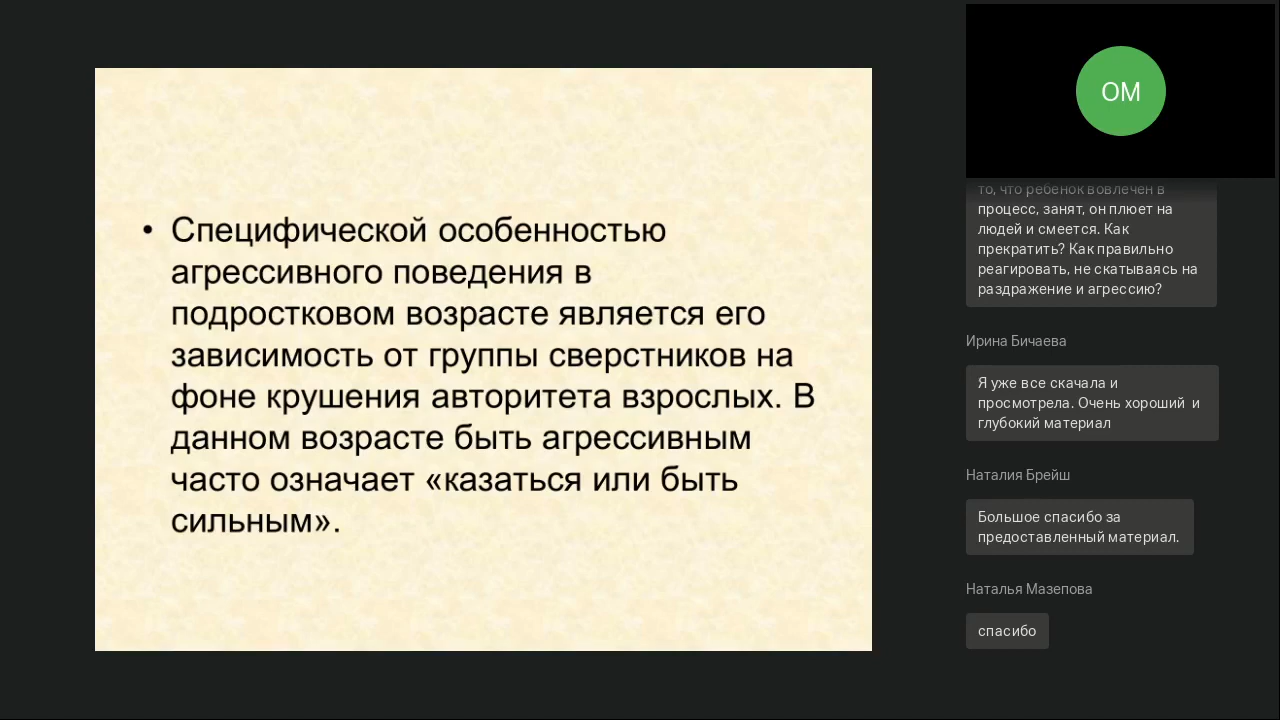 • Специфической особенностью
агрессивного поведения в
подростковом возрасте является его
зависимость от группы сверстников на
фоне крушения авторитета взрослых. В
данном возрасте быть агрессивным
часто означает «казаться или быть
сильным».
ОМ
то, что ребенок вовлечен в
процесс, занят, он плюет на
людей и смеется. Как
прекратить? Как правильно
реагировать, не скатываясь на
раздражение и агрессию?
Ирина Бичаева
Я уже все скачала и
просмотрела. Очень хороший и
глубокий материал
Наталия Брейш
Большое спасибо за
предоставленный материал.
Наталья Мазепова
спасибо